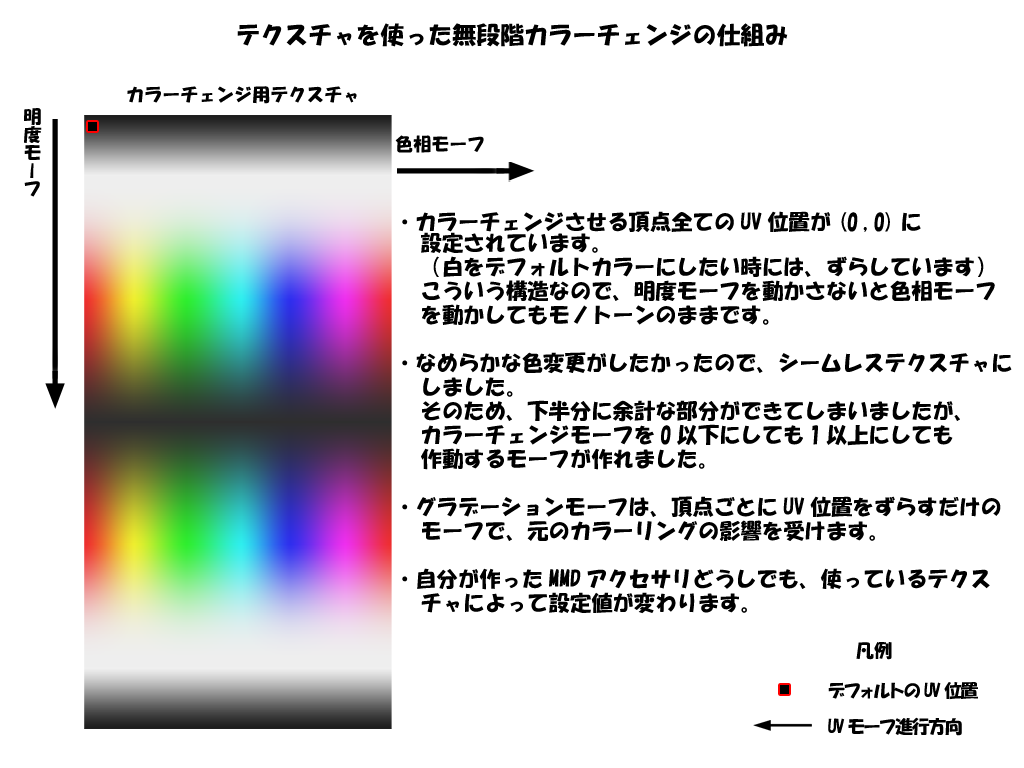 テクスチャを使った無段階カラーチェンジの仕組み
カラーチェンジ用テクスチャ
明度モーフ
色相モーフ
・カラーチェンジさせる頂点全ての UV 位置が (0 , 0) に
設定されています。
（白をデフォルトカラーにしたい時には、ずらしています）
こういう構造なので、明度モーフを動かさないと色相モーフ
を動かしてもモノトーンのままです。
・なめらかな色変更がしたかったので、シームレステクスチャに
しました。
そのため、下半分に余計な部分ができてしまいましたが、
カラーチェンジモーフを 0 以下にしても 1 以上にしても
作動するモーフが作れました。
・グラデーションモーフは、頂点ごとに UV 位置をずらすだけの
モーフで、元のカラーリングの影響を受けます。
・自分が作った MMD アクセサリどうしでも、使っているテクス
チャによって設定値が変わります。
凡例
デフォルトの UV 位置
UV モーフ進行方向